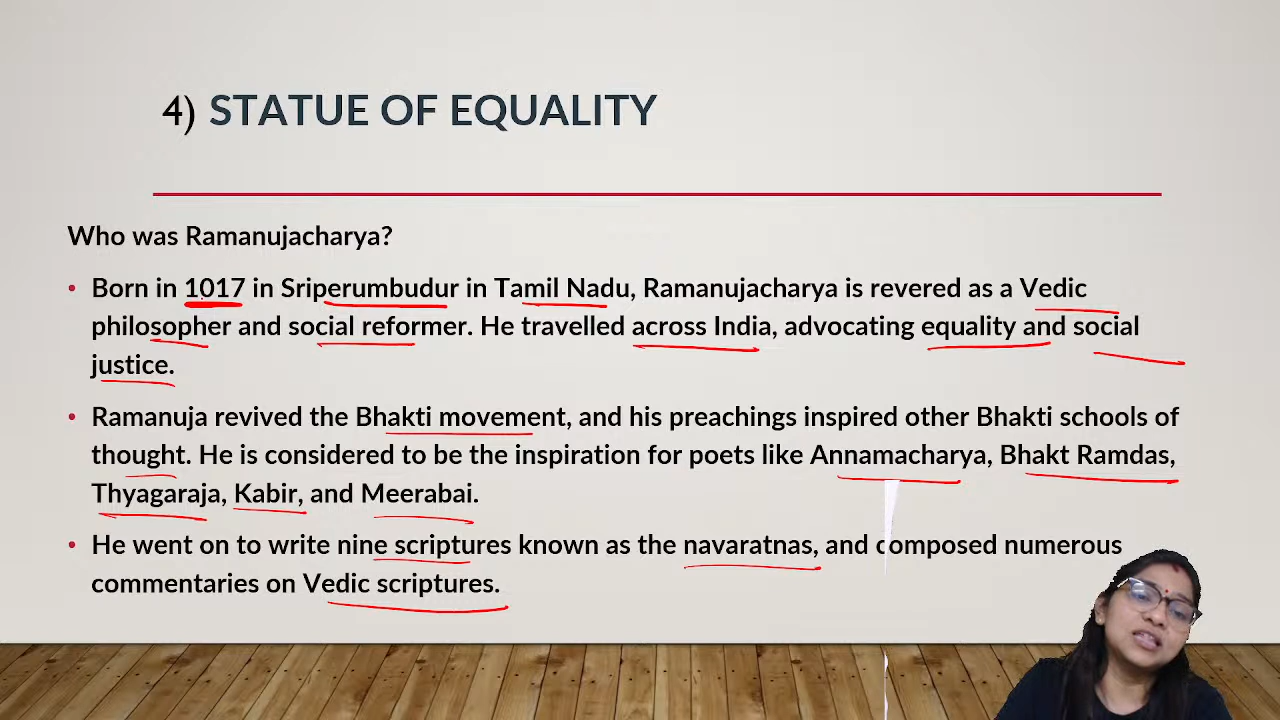 4) STATUE OF EQUALITY
Who was Ramanujacharya?
• Born in 1017 in Sriperumbudur in Tamil Nadu, Ramanujacharya is revered as a Vedic
philosopher and social reformer. He travelled across India, advocating equality and social
justice.
• Ramanuja revived the Bhakti movement, and his preachings inspired other Bhakti schools of
thought. He is considered to be the inspiration for poets like Annamacharya, Bhakt Ramdas,
Thyagaraja, Kabir, and Meerabai.
• He went on to write nine scriptures known as the navaratnas, and composed numerous
commentaries on Vedic scriptures.